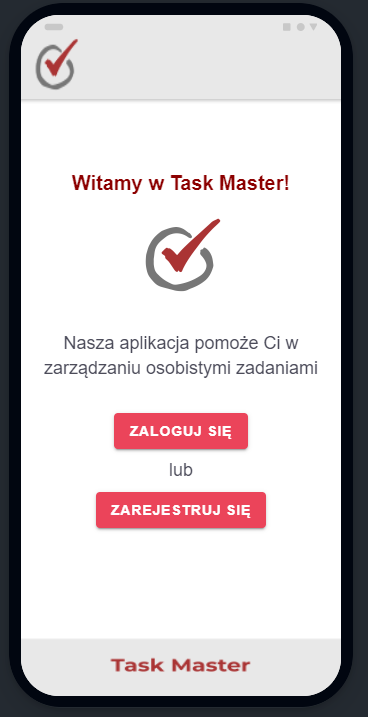 Witamy w Task Master!
Nasza aplikacja pomoże Ci w
zarządzaniu osobistymi zadaniami
ZALOGUJ SIĘ
lub
ZAREJESTRUJ SIĘ
Task Master